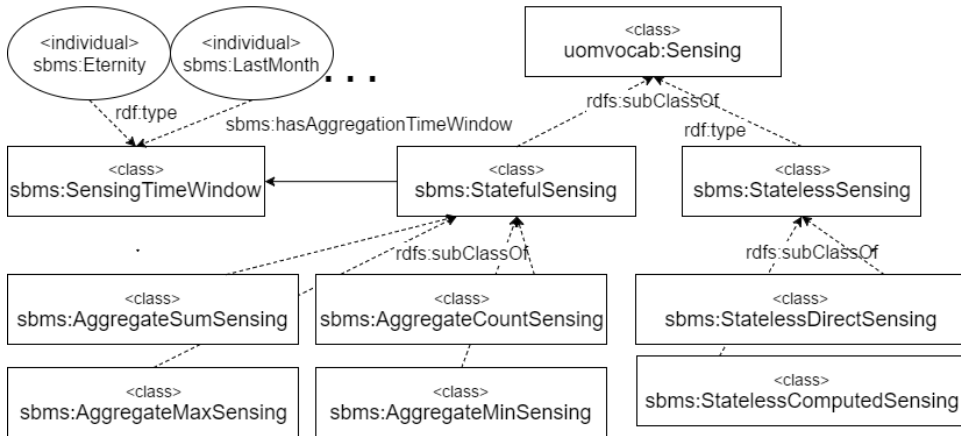 <individual>
sbms:Eternity
<individual>
sbms:LastMonth
...
<class>
uomvocab:Sensing
rdfs:subClassOf
rdf:type
sbms:hasAggregationTimeWindow
rdf:type
<class>
sbms:SensingTimeWindow
<class>
sbms:StatefulSensing
<class>
sbms:StatelessSensing
rdfs:subClassOf
rdfs:subClassOf
<class>
sbms:AggregateSumSensing
<class>
sbms:AggregateCountSensing
<class>
sbms:StatelessDirectSensing
<class>
sbms:AggregateMaxSensing
<class>
sbms:AggregateMinSensing
<class>
sbms:StatelessComputedSensing